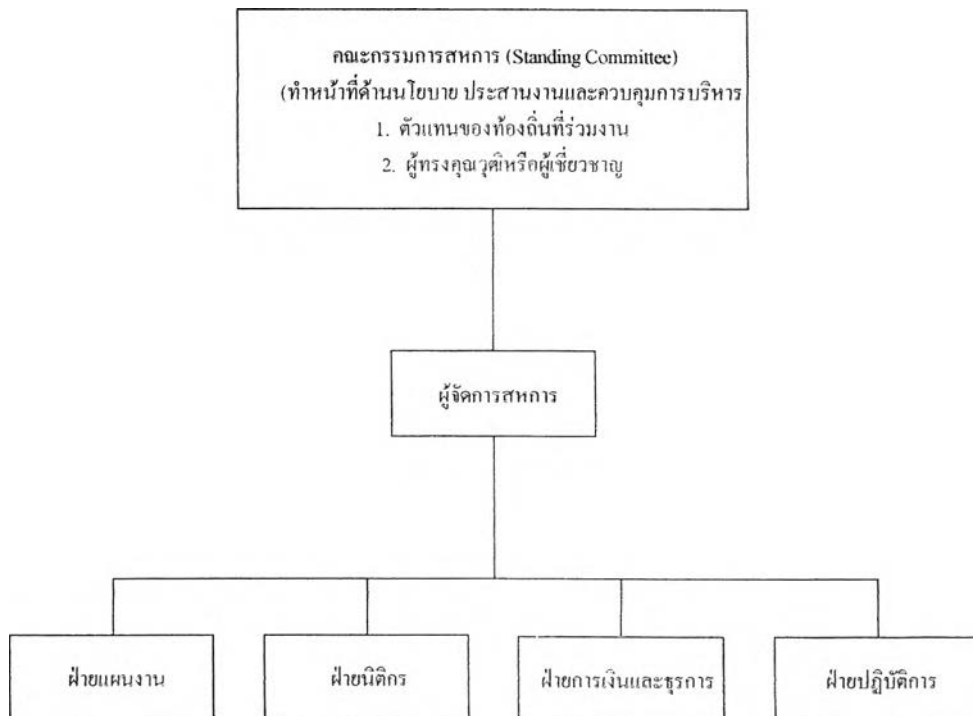 คณะกรรมการสหการ (Standing Committee)
(ทำหน้าที่ด้านนโยบาย ประสานงานและควบคุมการบริหาร
1. ตัวแทนของท้องถิ่นที่ร่วมงาน
2. ผู้ทรงคุณวุฒิหรือผู้เชี่ยวชาญ
ผู้จัดการสหการ
ฝ่ายแผนงาน ฝ่ายนิติกร ฝ่ายการเงินและธุรการ ฝ่ายปฏิบัติการ